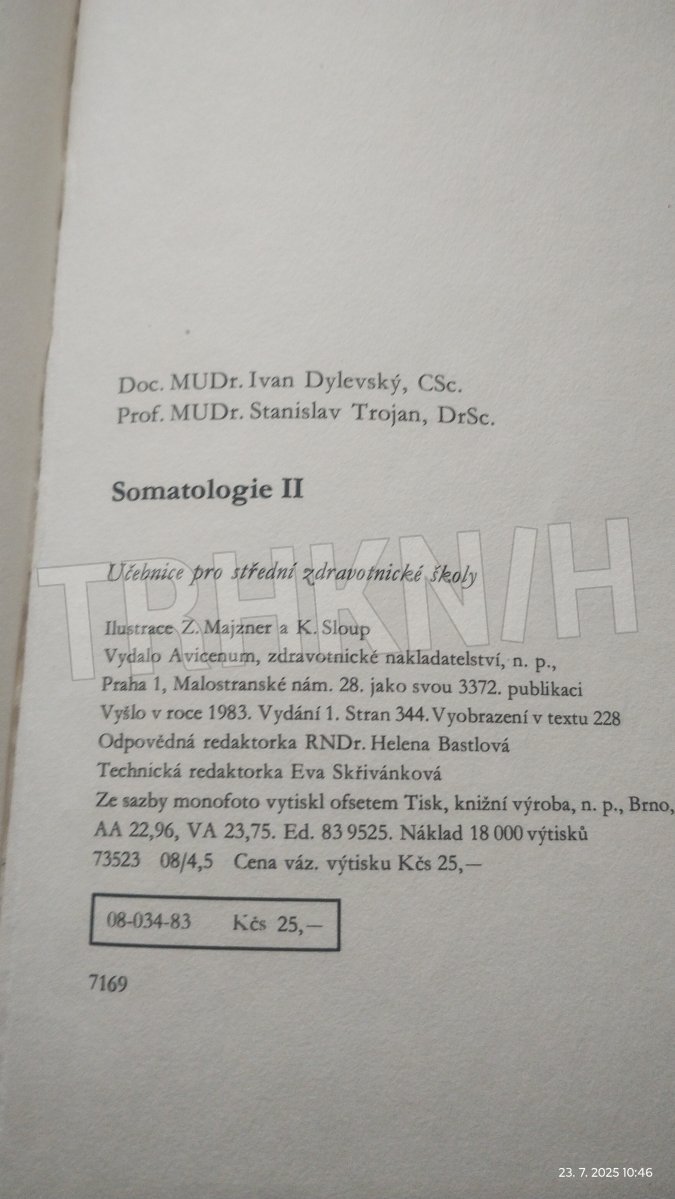 Doc. MUDr. Ivan Dylevský, CSc.
Prof. MUDr. Stanislav Trojan, DrSc.
Somatologie II
Učebnice pro střední zdravotnické školy
TRHKNIH
Ilustrace Z. Majzner a K. Sloup
Vydalo Avicenum, zdravotnické nakladatelství, n. p.,
Praha 1, Malostranské nám. 28. jako svou 3372. publikaci
Vyšlo v roce 1983. Vydání 1. Stran 344. Vyobrazení v textu 228
Odpovědná redaktorka RNDr. Helena Bastlová
Technická redaktorka Eva Skřivánková
Ze sazby monofoto vytiskl ofsetem Tisk, knižní výroba, n. p., Brno,
AA 22,96, VA 23,75. Ed. 83 9525. Náklad 18 000 výtisků
73523 08/4,5 Cena váz. výtisku Kčs 25,—
08-034-83 Kčs 25,—
7169
23. 7. 2025 10:46